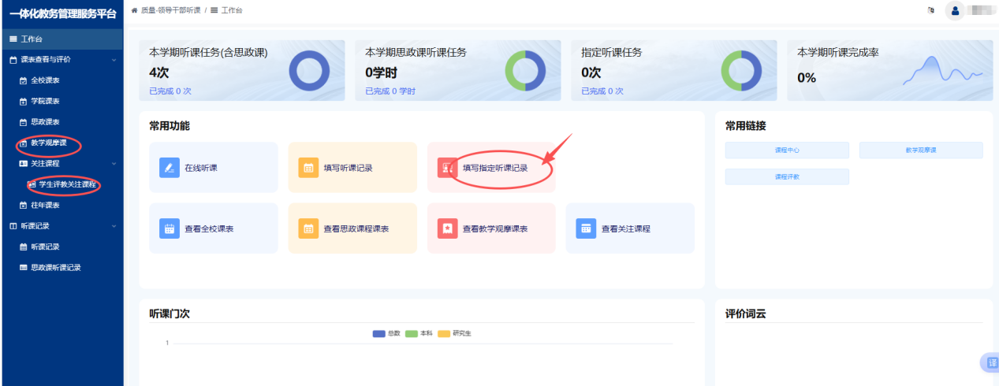 一体化教务管理服务平台
质量-领导干部听课 / 工作台
工作台
课表查看与评价
全校课表
学院课表
思政课表
教学观摩课
关注课程
学生评教关注课程
往年课表
听课记录
听课记录
思政课听课记录
本学期听课任务(含思政课)
4次
已完成 0 次
本学期思政课听课任务
0学时
已完成 0 学时
指定听课任务
0次
已完成 0 次
本学期听课完成率
0%
常用功能
在线听课
填写听课记录
填写指定听课记录
查看全校课表
查看思政课程课表
查看教学观摩课表
查看关注课程
常用链接
课程中心
教学观摩课
课程评教
听课门次
总数 本科 研究生
1
评价词云
译